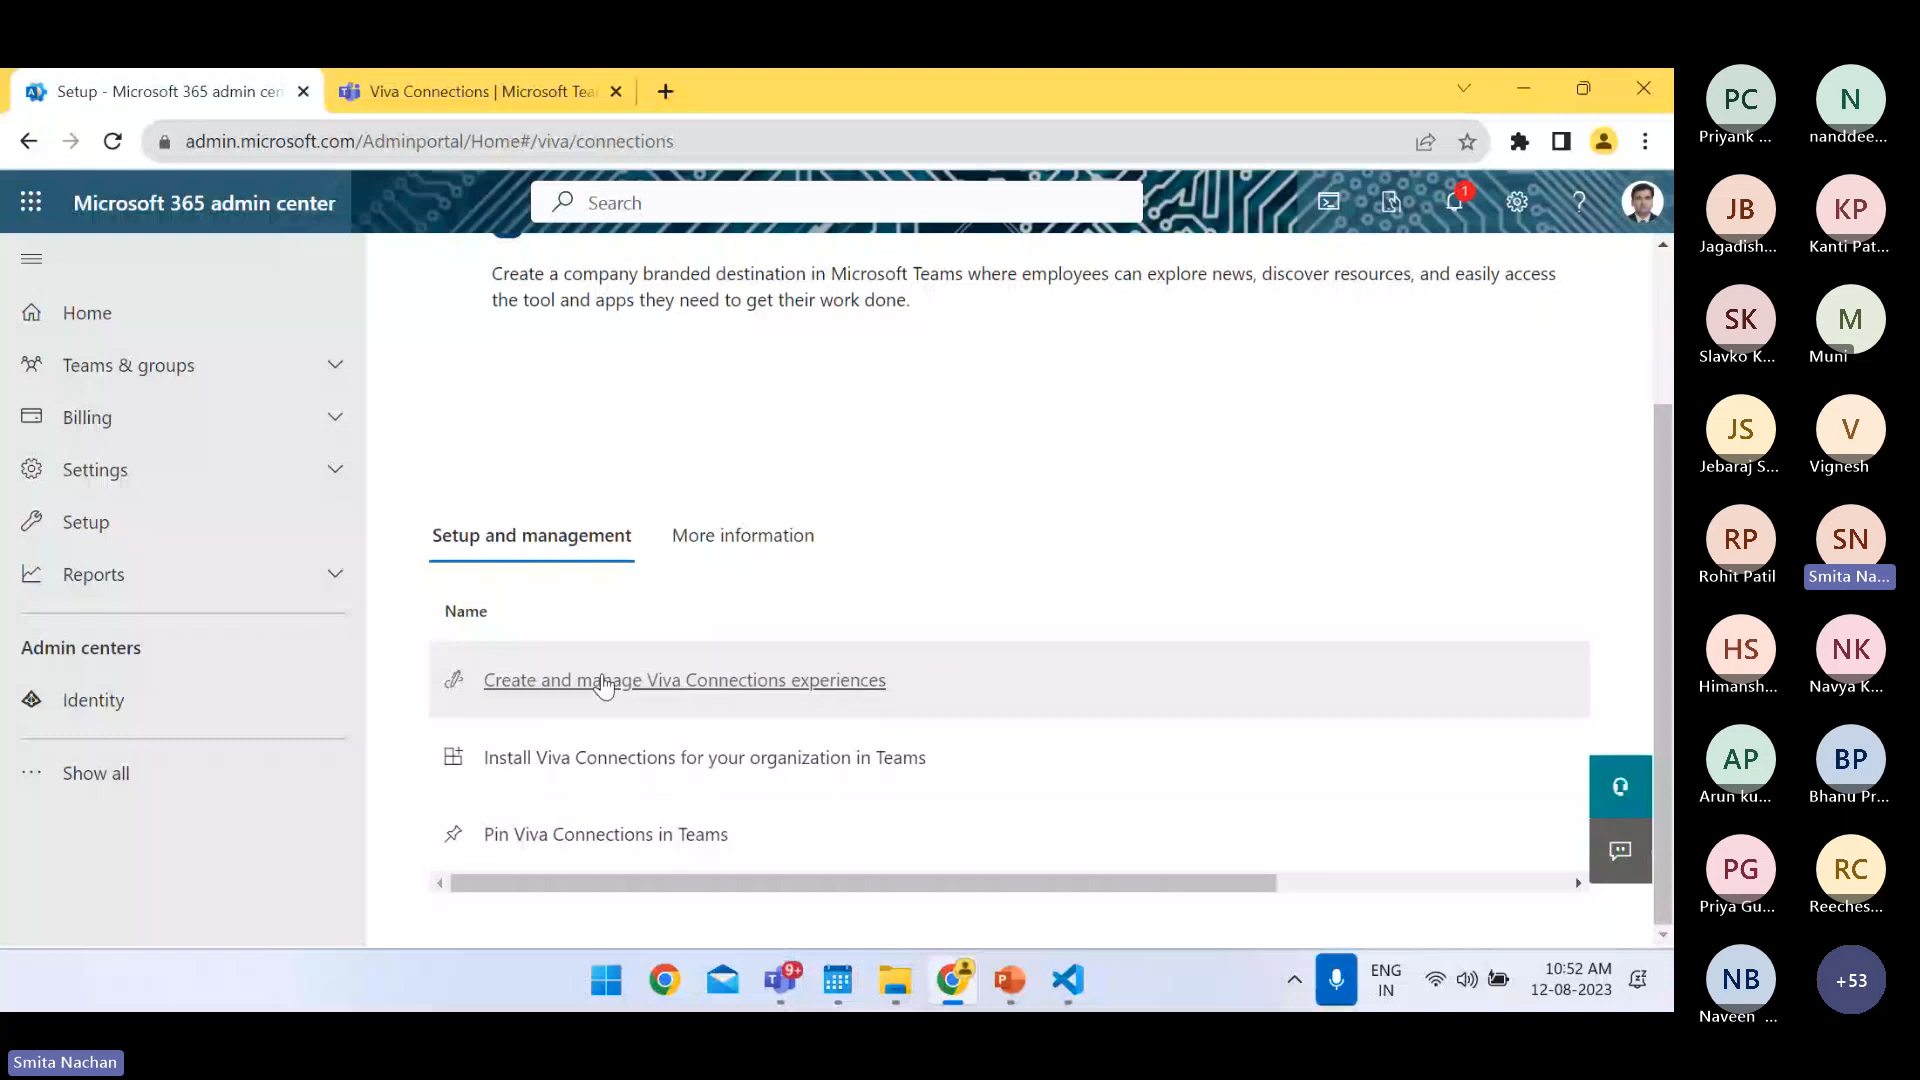 Setup - Microsoft 365 admin cen
Viva Connections | Microsoft Tea
admin.microsoft.com/Adminportal/Home#/viva/connections
Microsoft 365 admin center
Search
1
Create a company branded destination in Microsoft Teams where employees can explore news, discover resources, and easily access
the tool and apps they need to get their work done.
Home
Teams & groups
Billing
Settings
Setup
Reports
Admin centers
Identity
Show all
Setup and management
More information
Name
Create and manage Viva Connections experiences
Install Viva Connections for your organization in Teams
Pin Viva Connections in Teams
9+
ENG
IN
10:52 AM
12-08-2023
PC
Priyank ...
N
nanddee...
JB
Jagadish...
KP
Kanti Pat...
SK
Slavko K...
M
Muni
JS
Jebaraj S...
V
Vignesh
RP
Rohit Patil
SN
Smita Na...
HS
Himansh...
NK
Navya K...
AP
Arun ku...
BP
Bhanu Pr...
PG
Priya Gu...
RC
Reeches...
NB
Naveen ...
+53
Smita Nachan